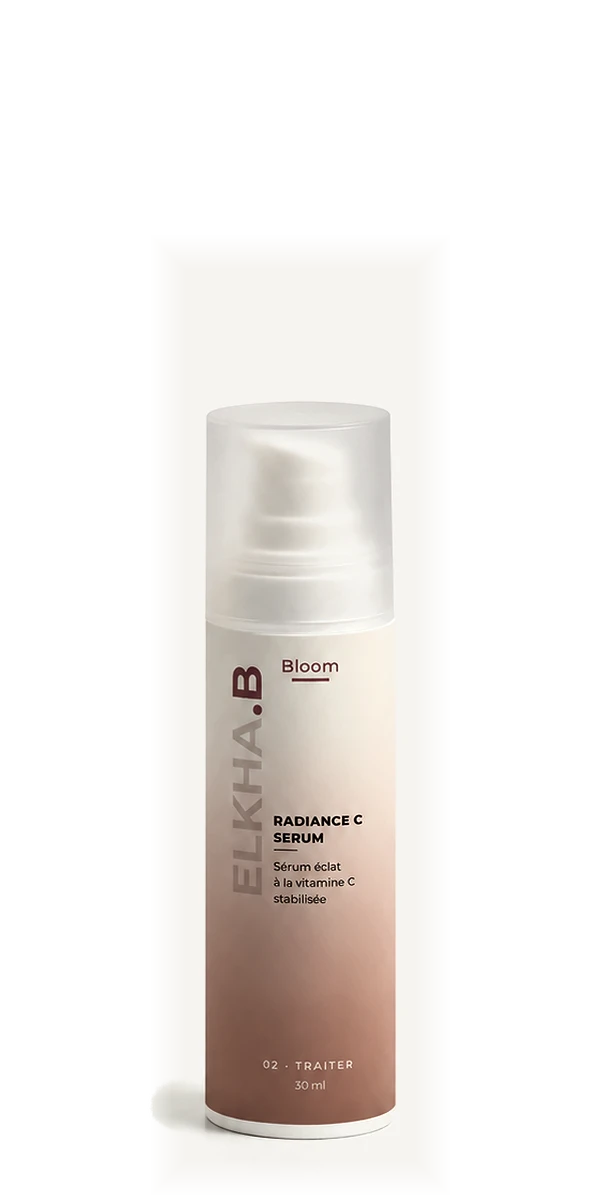 ELKHA.B
Bloom
RADIANCE C
SERUM
Sérum éclat
à la vitamine C
stabilisée
02 · TRAITER
30 ml